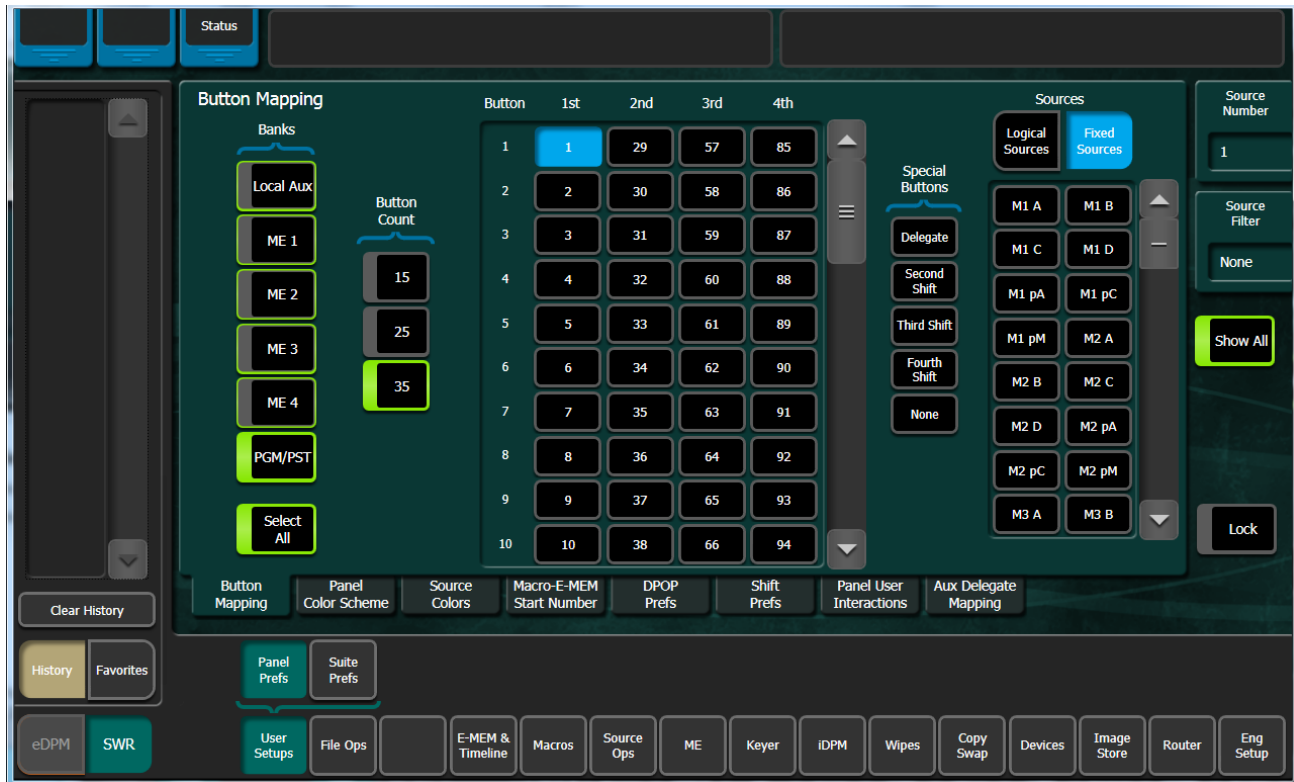 Status
Button Mapping
Banks
Local Aux
ME 1
ME 2
ME 3
ME 4
PGM/PST
Select
All
Button
Count
15
25
35
Button 1st 2nd 3rd 4th
1 1 29 57 85
2 2 30 58 86
3 3 31 59 87
4 4 32 60 88
5 5 33 61 89
6 6 34 62 90
7 7 35 63 91
8 8 36 64 92
9 9 37 65 93
10 10 38 66 94
Special
Buttons
Delegate
Second
Shift
Third Shift
Fourth
Shift
None
Sources
Logical
Sources
Fixed
Sources
M1 A M1 B
M1 C M1 D
M1 pA M1 pC
M1 pM M2 A
M2 B M2 C
M2 D M2 pA
M2 pC M2 pM
M3 A M3 B
Source
Number
1
Source
Filter
None
Show All
Lock
Button
Mapping
Panel
Color Scheme
Source
Colors
Macro-E-MEM
Start Number
DPOP
Prefs
Shift
Prefs
Panel User
Interactions
Aux Delegate
Mapping
Clear History
History
Favorites
Panel
Prefs
Suite
Prefs
eDPM
SWR
User
Setups
File Ops
E-MEM &
Timeline
Macros
Source
Ops
ME
Keyer
iDPM
Wipes
Copy
Swap
Devices
Image
Store
Router
Eng
Setup